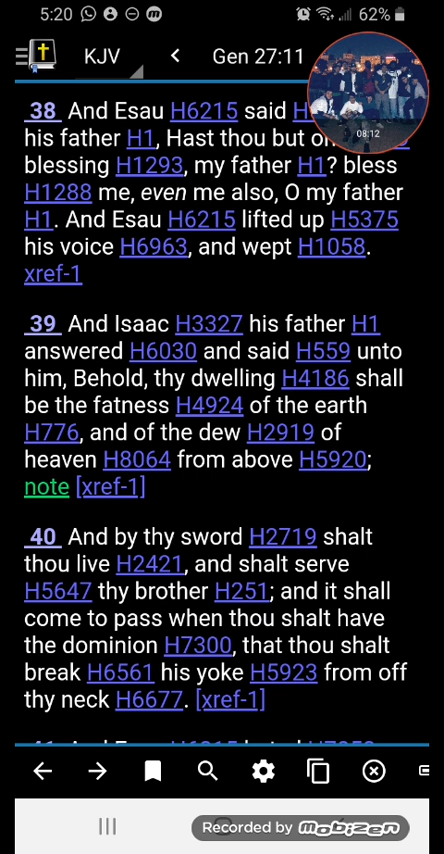 5:20 62%
KJV < Gen 27:11
08:12
38 And Esau H6215 said
his father H1, Hast thou but
blessing H1293, my father H1? bless
H1288 me, even me also, O my father
H1. And Esau H6215 lifted up H5375
his voice H6963, and wept H1058.
xref-1
39 And Isaac H3327 his father H1
answered H6030 and said H559 unto
him, Behold, thy dwelling H4186 shall
be the fatness H4924 of the earth
H776, and of the dew H2919 of
heaven H8064 from above H5920;
note [xref-1]
40 And by thy sword H2719 shalt
thou live H2421, and shalt serve
H5647 thy brother H251; and it shall
come to pass when thou shalt have
the dominion H7300, that thou shalt
break H6561 his yoke H5923 from off
thy neck H6677. [xref-1]
Recorded by Mobizen